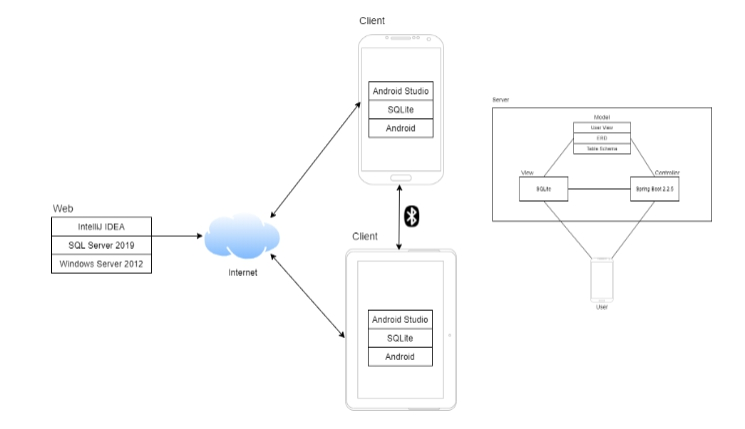 Client
Android Studio
SQLite
Android
Web
IntelliJ IDEA
SQL Server 2019
Windows Server 2012
Internet
Client
Android Studio
SQLite
Android
Server
Model
User View
ERD
Table Schema
View
SQLite
Controller
Spring Boot 2.2.5
User